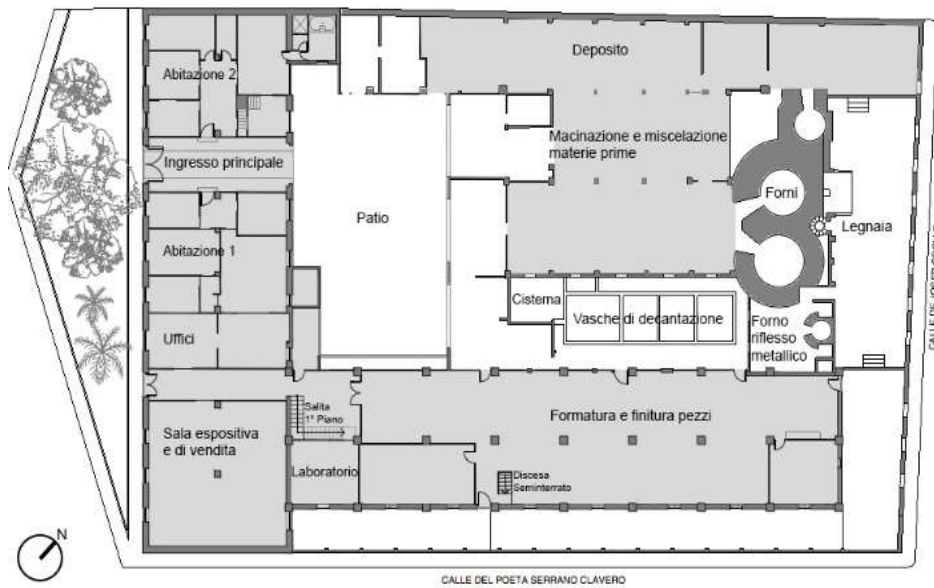 Deposito
Abitazione 2
Macinazione e miscelazione
materie prime
Ingresso principale
Forni
Patio
Legnaia
Abitazione 1
Cisterna
Vasche di decantazione
Uffici
Forno
riflesso
metallico
Salita
1º Piano
Formatura e finitura pezzi
Sala espositiva
e di vendita
Laboratorio
Discesa
Seminterrato
N
CALLE DEL POETA SERRANO CLAVERO